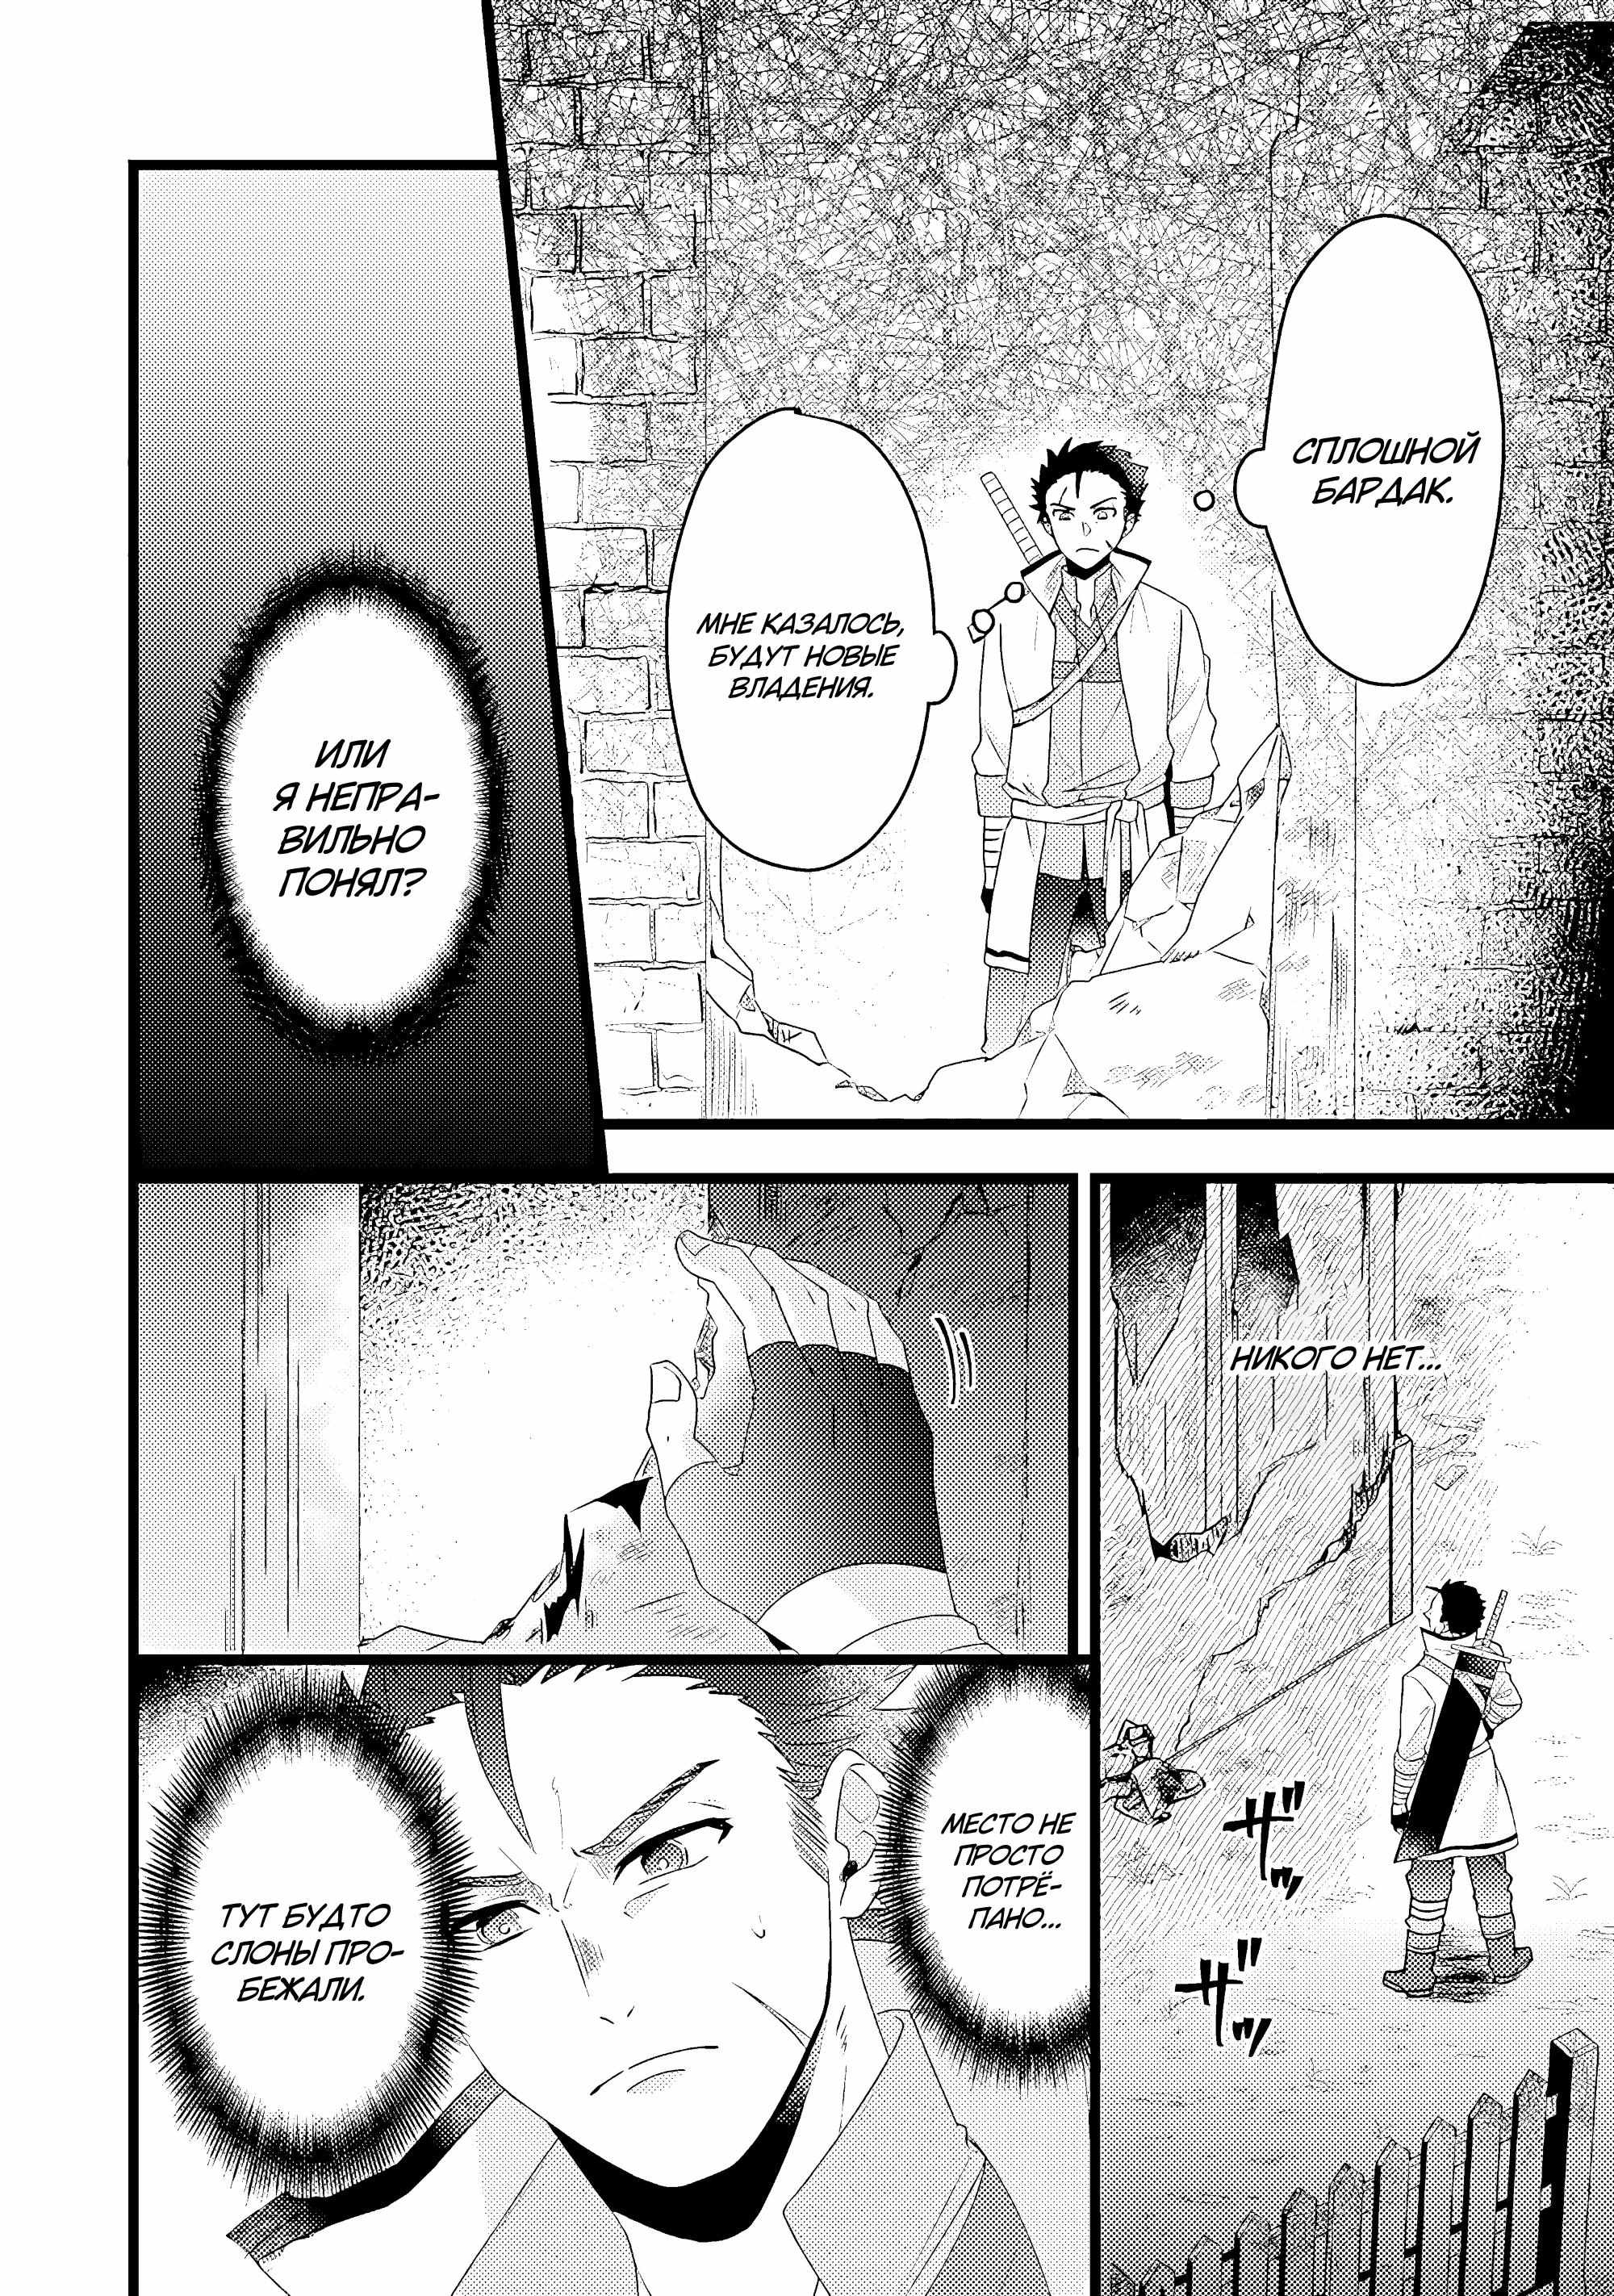 СПЛОШНОЙ
БАРДАК.
МНЕ КАЗАЛОСЬ,
БУДУТ НОВЫЕ
ВЛАДЕНИЯ.
ИЛИ
Я НЕПРА-
ВИЛЬНО
ПОНЯЛ?
НИКОГО НЕТ...
ザッ
ザッ
МЕСТО НЕ
ПРОСТО
ПОТРЁ-
ПАНО...
ТУТ БУДТО
СЛОНЫ ПРО-
БЕЖАЛИ.